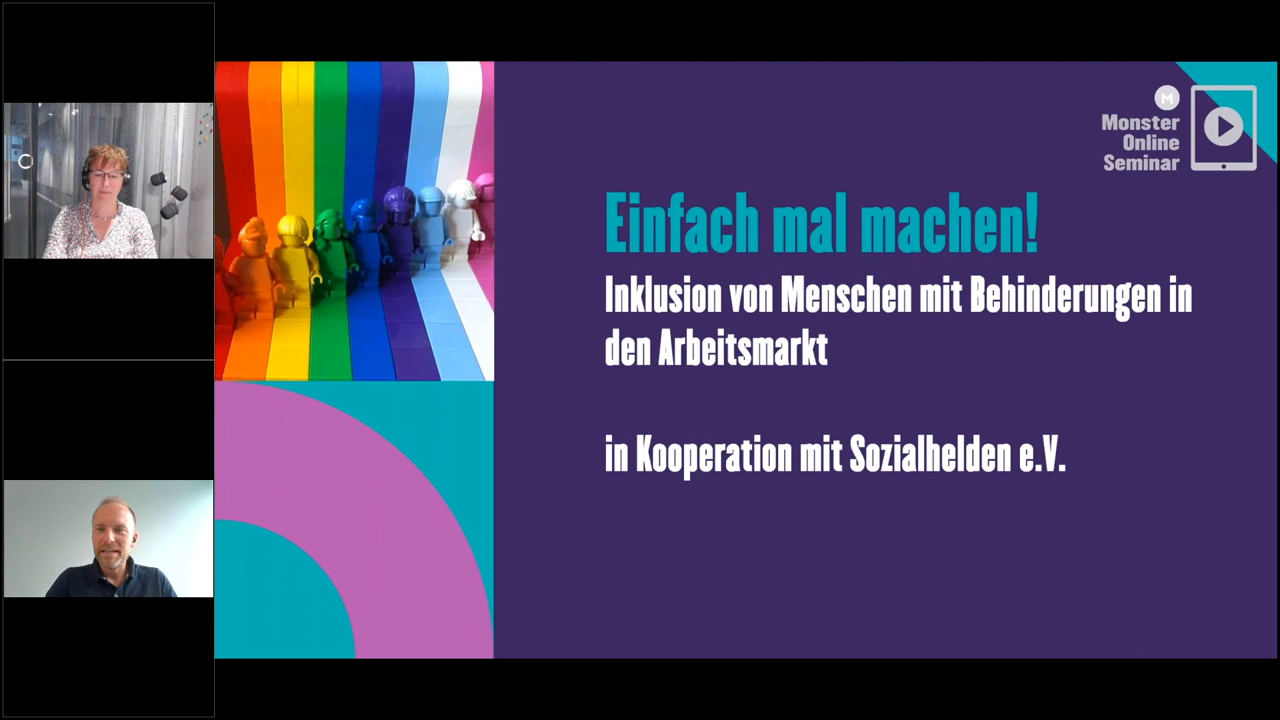 M
Monster
Online
Seminar
Einfach mal machen!
Inklusion von Menschen mit Behinderungen in
den Arbeitsmarkt
in Kooperation mit Sozialhelden e.V.